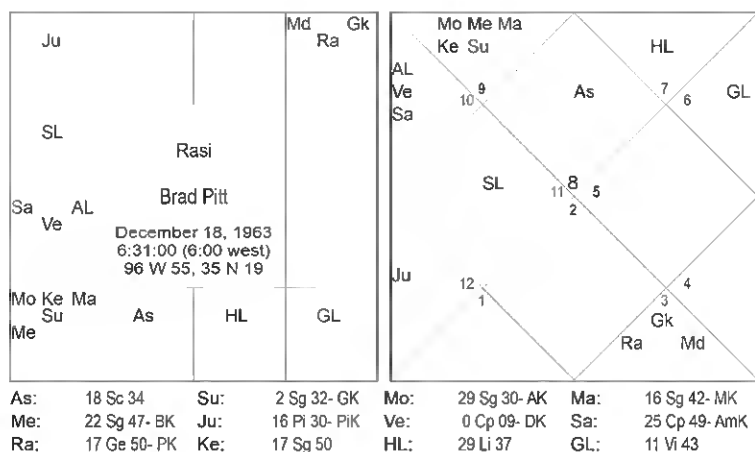 Md Gk
Ju Ra
SL
Rasi
Brad Pitt
Sa AL
Ve
December 18, 1963
6:31:00 (6:00 west)
96 W 55, 35 N 19
Mo Ke Ma
Su As HL GL
Me
Mo Me Ma
Ke Su HL
AL
Ve 9 As 7 GL
10 6
Sa
SL 8
11 5
2
Ju 12 4
1 3
Gk
Ra Md
As: 18 Sc 34 Su: 2 Sg 32- GK Mo: 29 Sg 30- AK Ma: 16 Sg 42- MK
Me: 22 Sg 47- BK Ju: 16 Pi 30- PiK Ve: 0 Cp 09- DK Sa: 25 Cp 49- AmK
Ra: 17 Ge 50- PK Ke: 17 Sg 50 HL: 29 Li 37 GL: 11 Vi 43